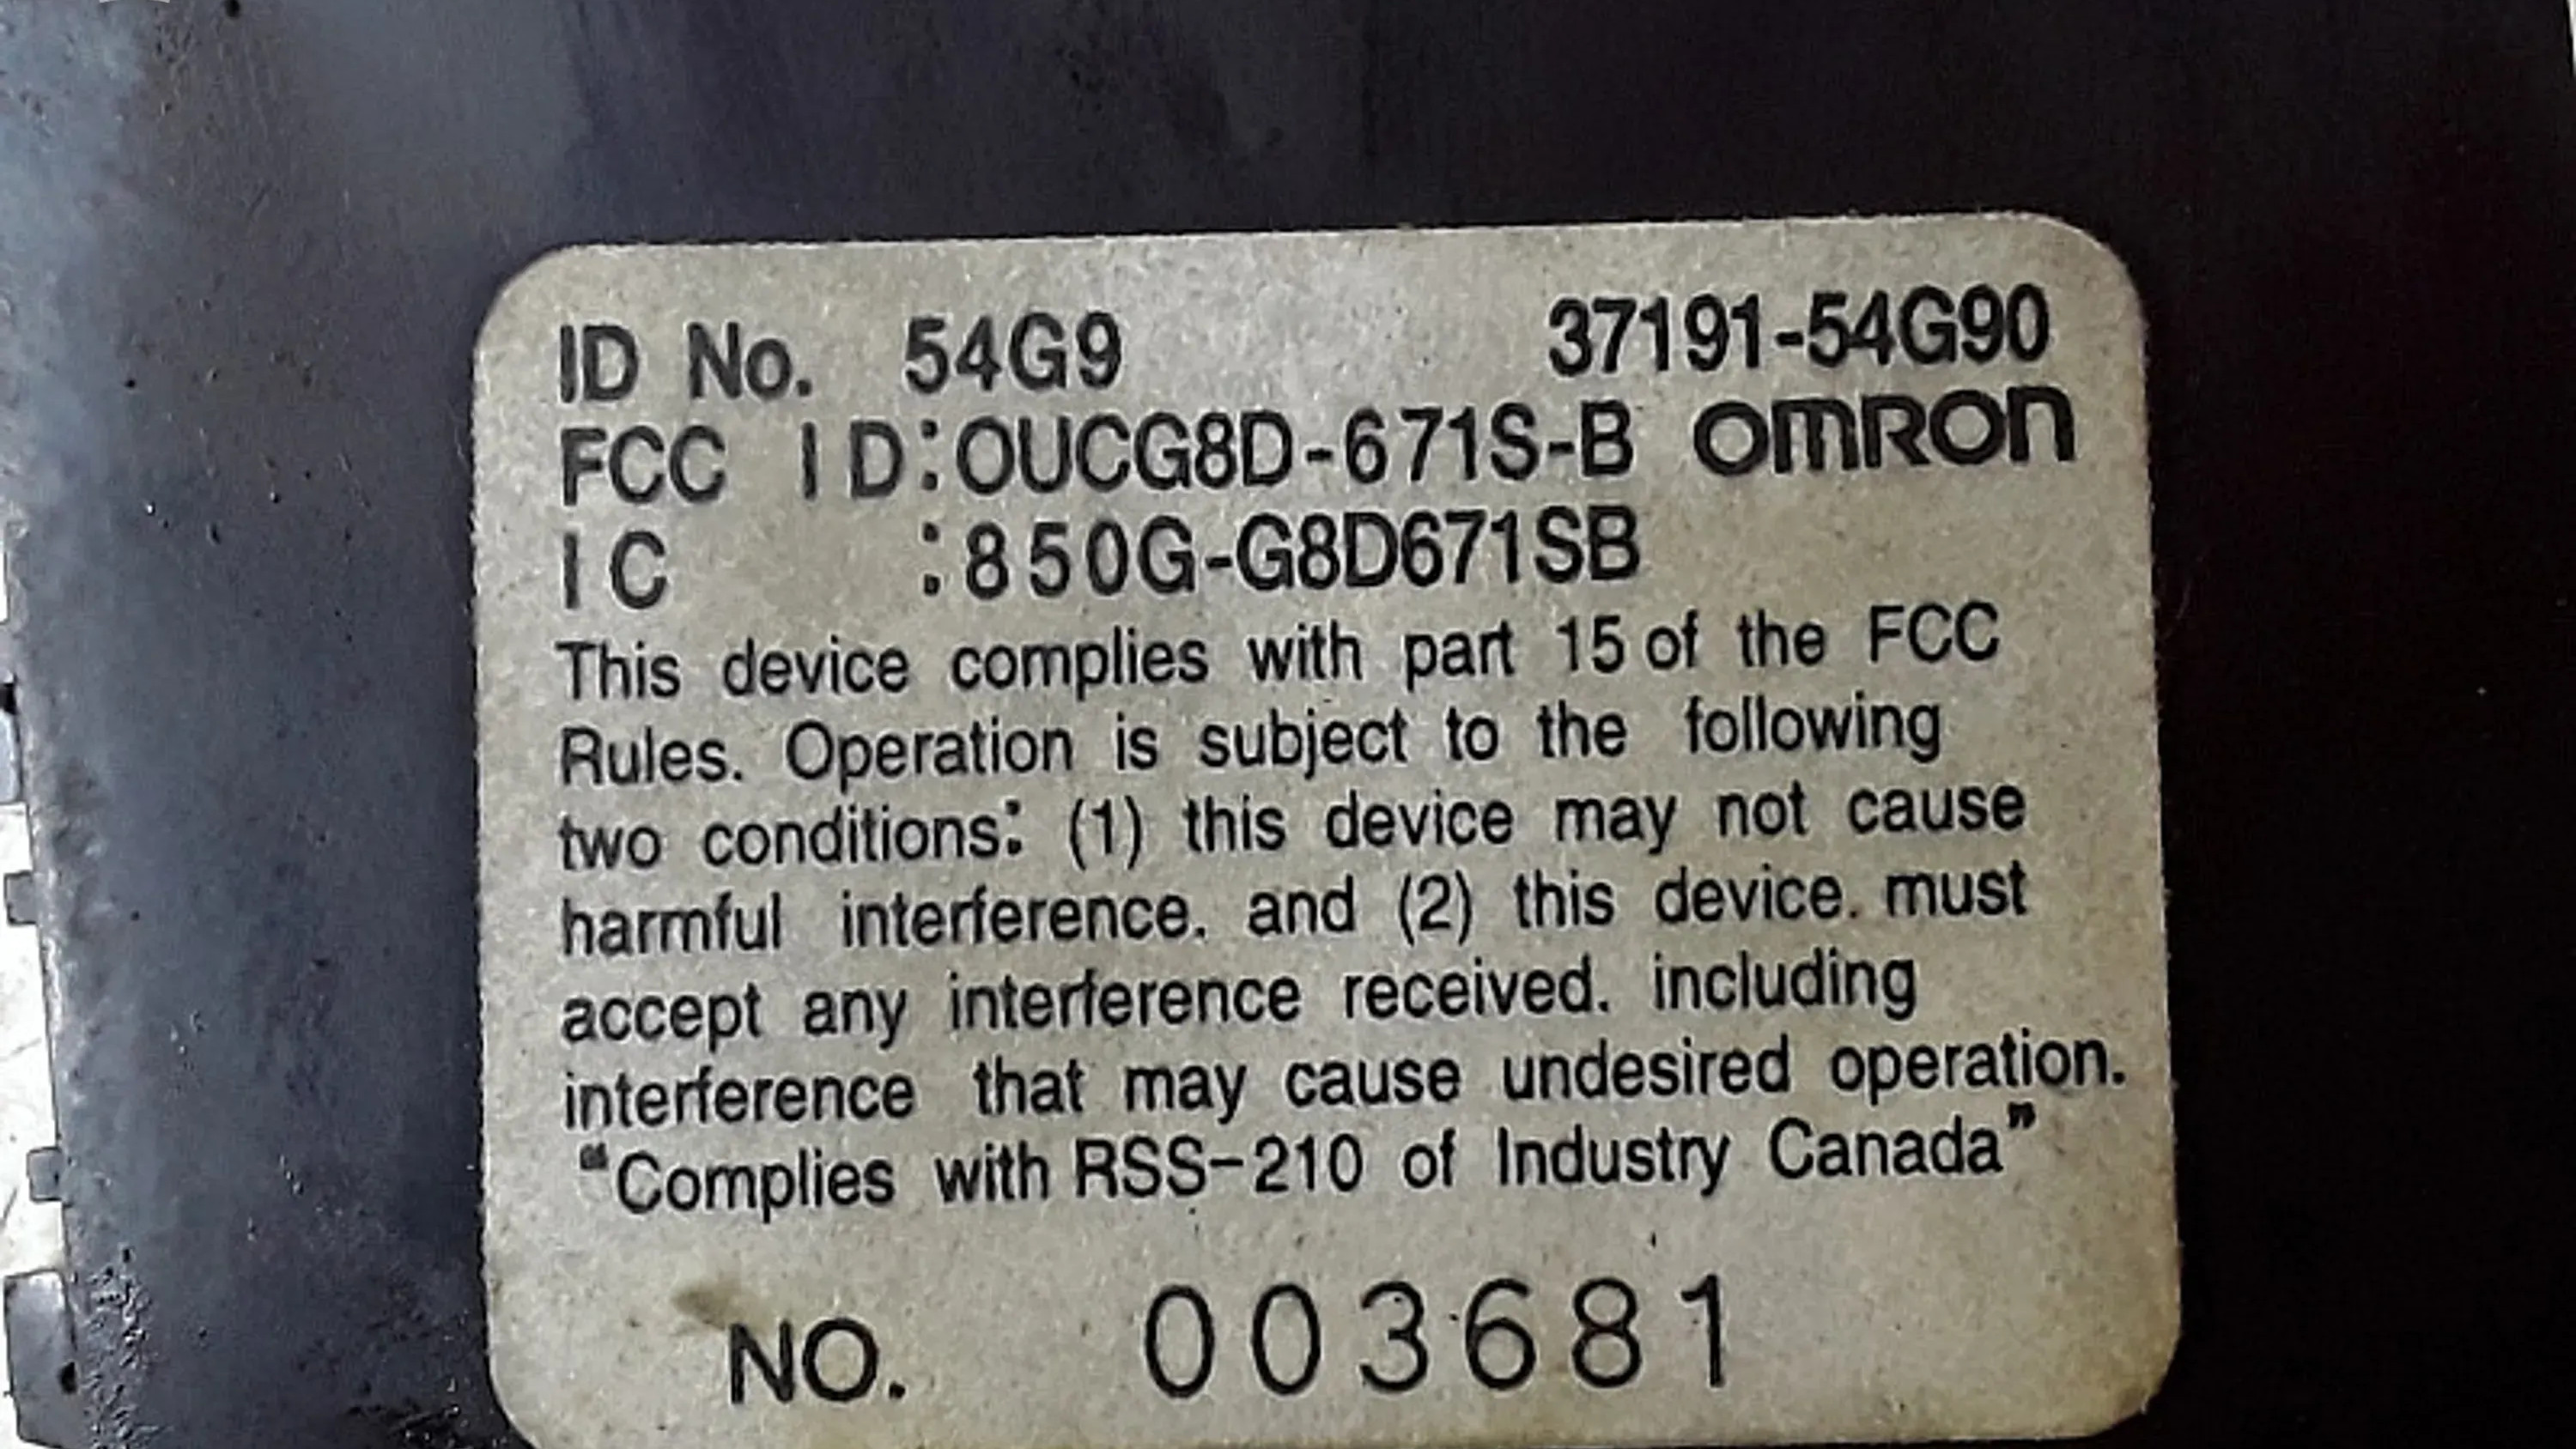 ID No. 54G9 37191-54G90
FCC ID:OUCG8D-671S-B OMRON
IC :850G-G8D671SB
This device complies with part 15 of the FCC
Rules. Operation is subject to the following
two conditions: (1) this device may not cause
harmful interference. and (2) this device. must
accept any interference received. including
interference that may cause undesired operation.
“Complies with RSS-210 of Industry Canada”
NO. 003681